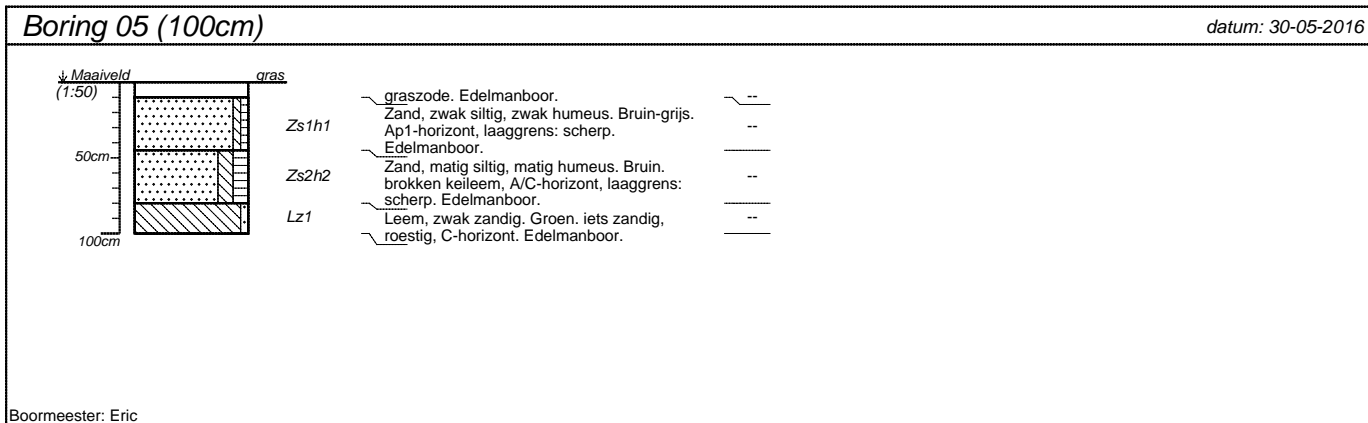 Boring 05 (100cm)
datum: 30-05-2016
Maaiveld
gras
(1:50)
graszode. Edelmanboor.
--
Zs1h1
Zand, zwak siltig, zwak humeus. Bruin-grijs.
Ap1-horizont, laaggrens: scherp.
Edelmanboor.
--
50cm
Zs2h2
Zand, matig siltig, matig humeus. Bruin.
brokken keileem, A/C-horizont, laaggrens:
scherp. Edelmanboor.
--
Lz1
Leem, zwak zandig. Groen. iets zandig,
roestig, C-horizont. Edelmanboor.
--
100cm
Boormeester: Eric